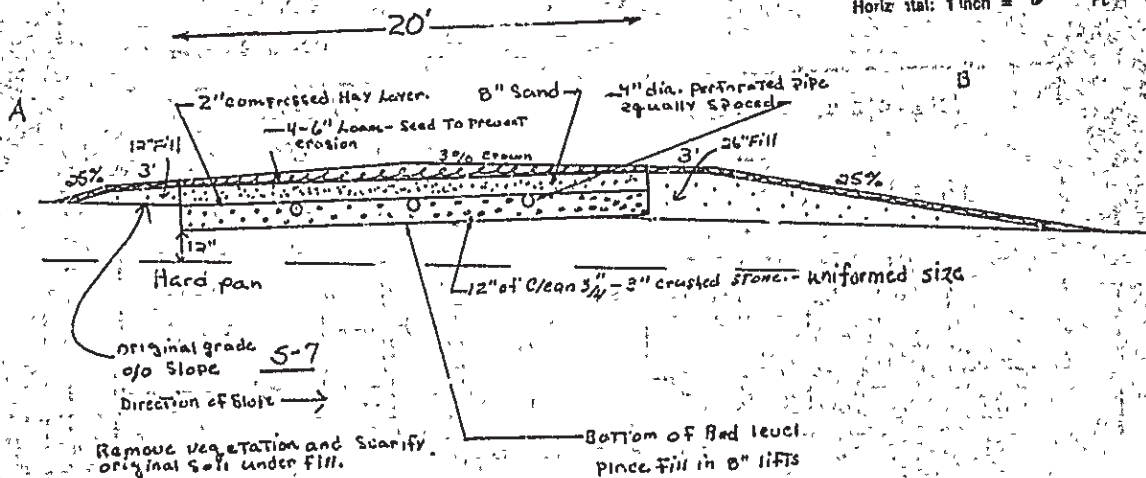 Horizontal: 1 inch =
20'
A
B
2" compressed Hay Layer.
8" Sand
4" dia. perforated pipe
equally spaced
4-6" Loam - Seed To prevent
erosion
12" Fill
3% Crown
3'
26" Fill
25%
3'
25%
12"
Hard pan
12" of Clean 3/4" - 2" crushed stone. - uniformed size
original grade
o/o Slope 5-7
Direction of Slope
Remove vegetation and Scarify
original Soil under Fill.
Bottom of Bed level
Place Fill in 8" lifts